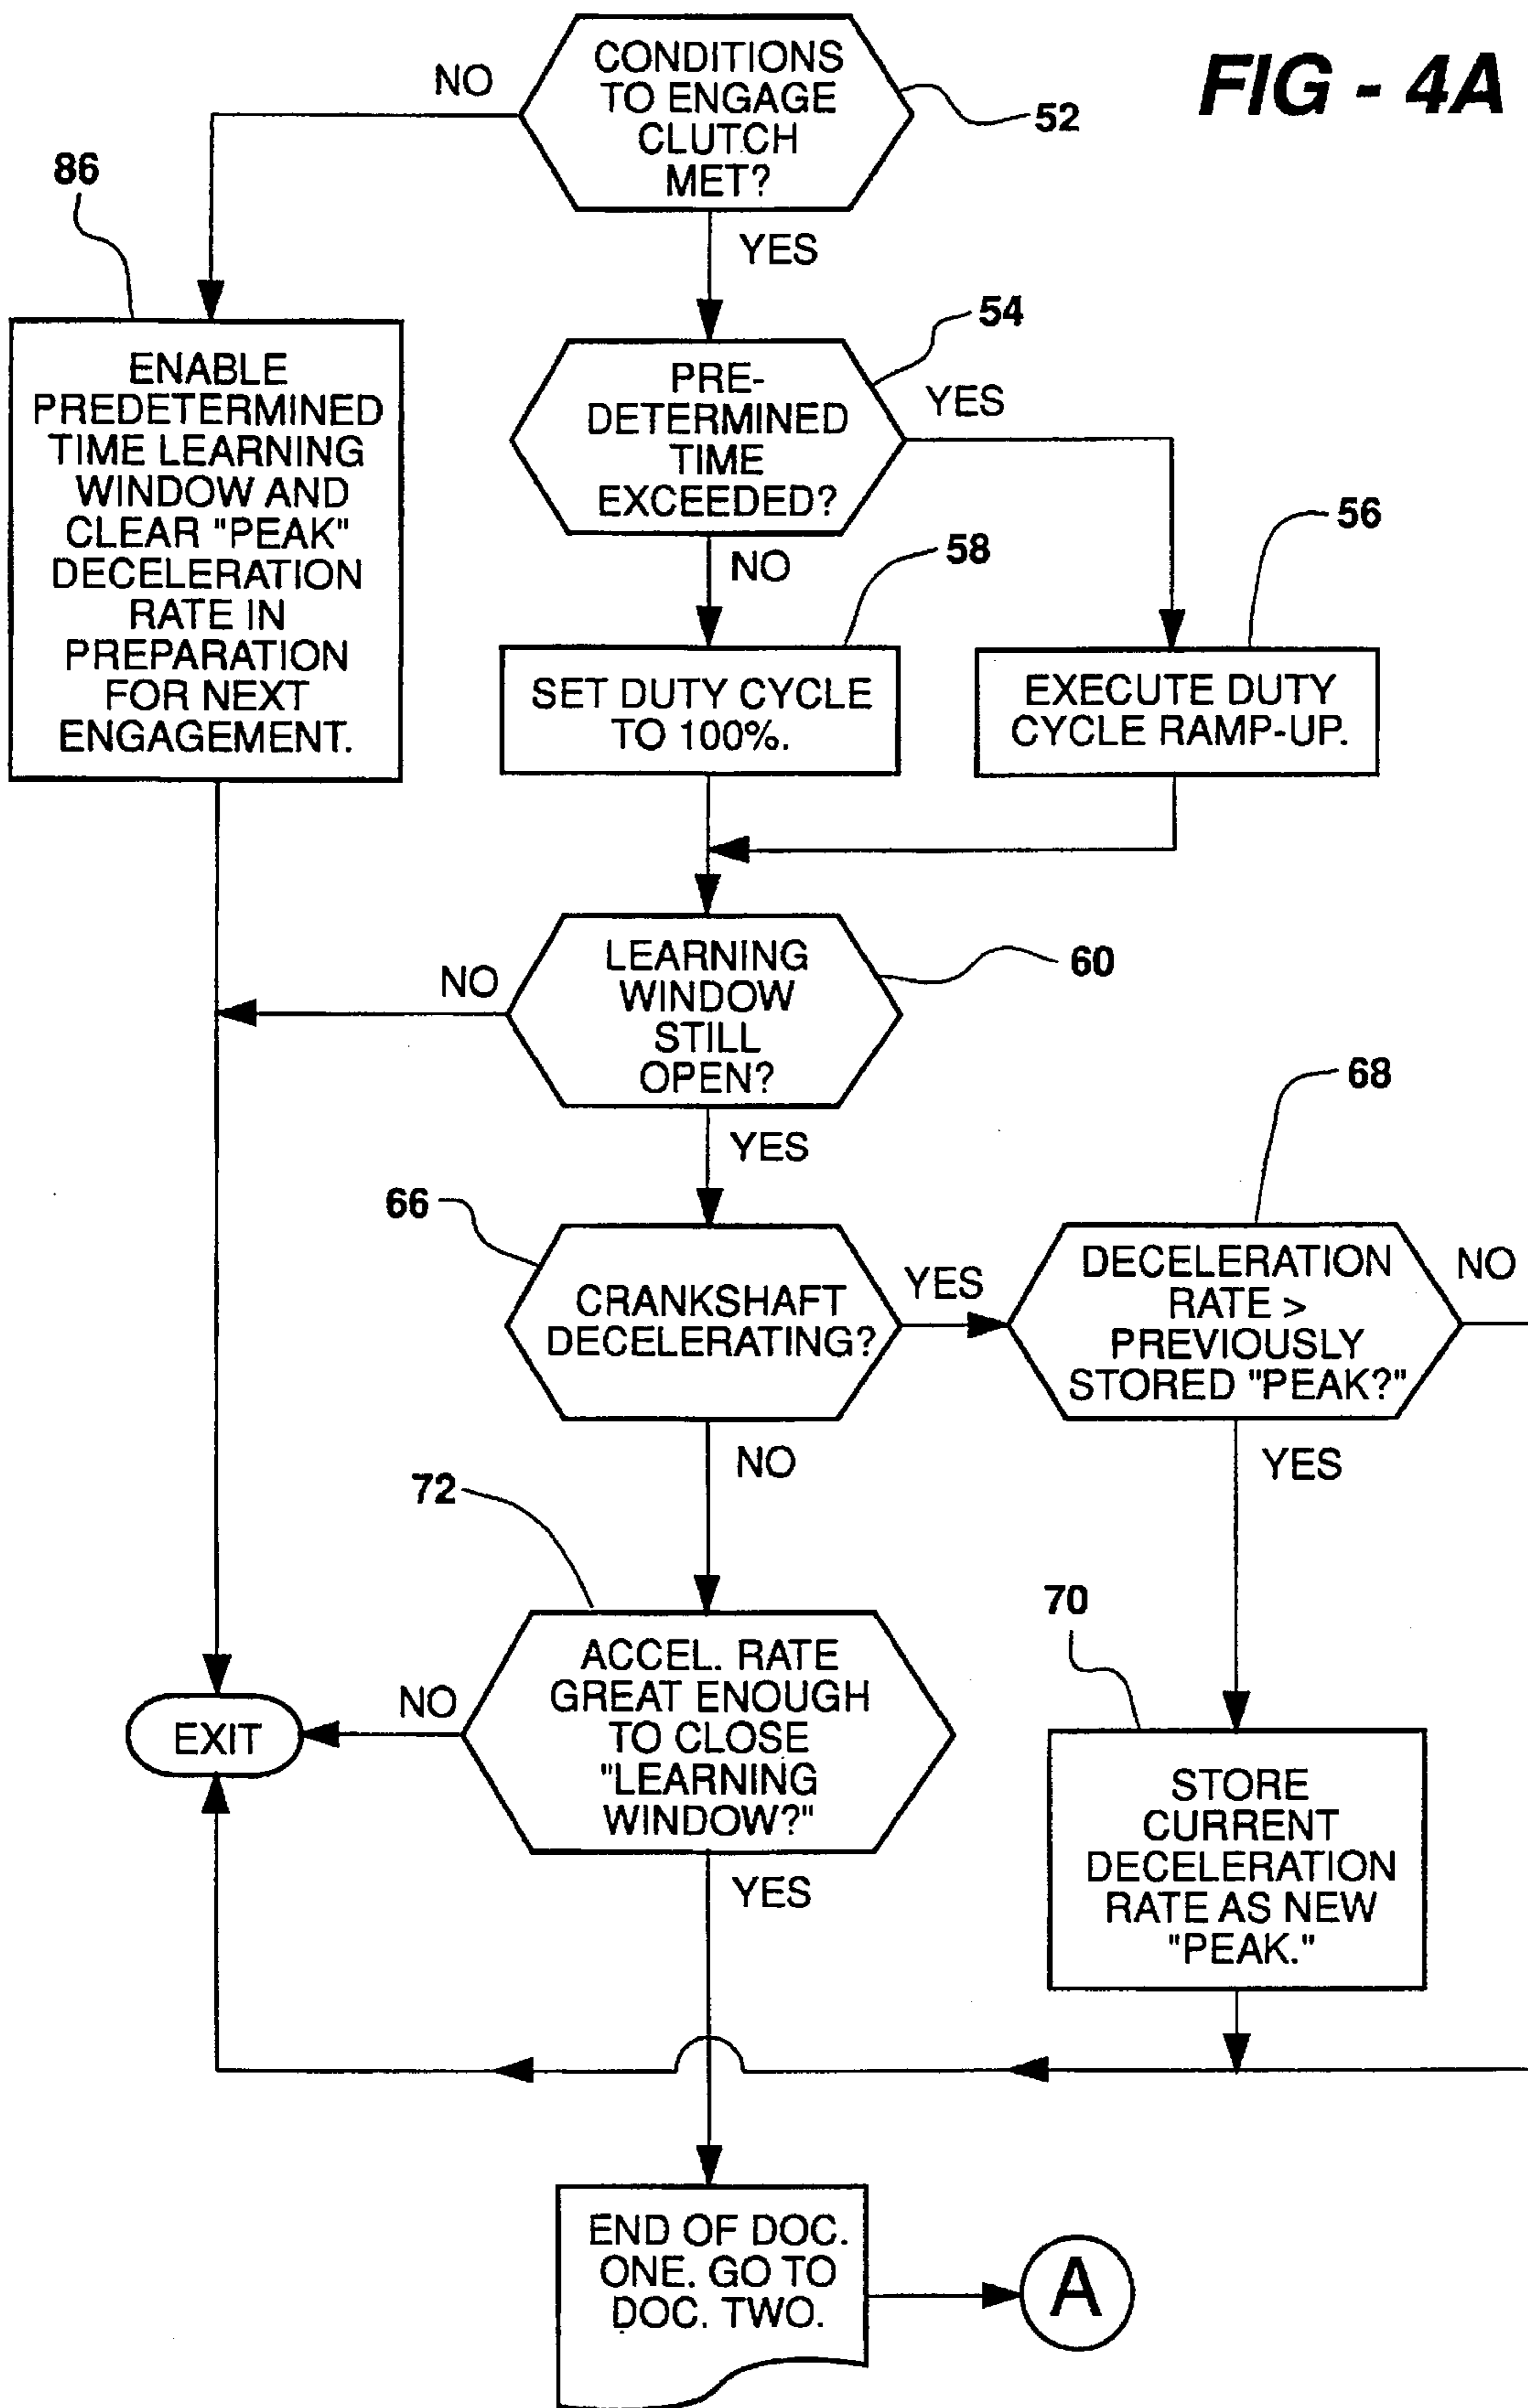 FIG - 4A
CONDITIONS
TO ENGAGE
CLUTCH
MET?
52
NO
YES
86
ENABLE
PREDETERMINED
TIME LEARNING
WINDOW AND
CLEAR "PEAK"
DECELERATION
RATE IN
PREPARATION
FOR NEXT
ENGAGEMENT.
54
PRE-
DETERMINED
TIME
EXCEEDED?
YES
NO
58
SET DUTY CYCLE
TO 100%.
56
EXECUTE DUTY
CYCLE RAMP-UP.
60
LEARNING
WINDOW
STILL
OPEN?
NO
YES
66
CRANKSHAFT
DECELERATING?
YES
NO
68
DECELERATION
RATE >
PREVIOUSLY
STORED "PEAK?"
NO
YES
72
ACCEL. RATE
GREAT ENOUGH
TO CLOSE
"LEARNING
WINDOW?"
NO
YES
EXIT
70
STORE
CURRENT
DECELERATION
RATE AS NEW
"PEAK."
END OF DOC.
ONE. GO TO
DOC. TWO.
A